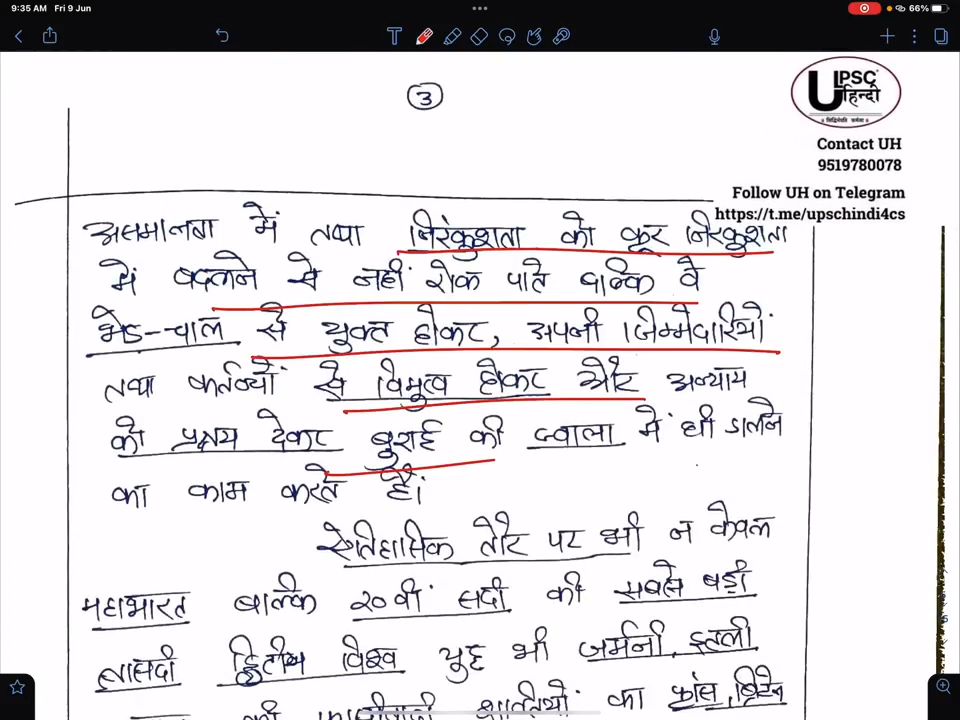 9:35 AM Fri 9 Jun
66%
3
UPSC
हिन्दी
Contact UH
9519780078
Follow UH on Telegram
https://t.me/upschindi4cs
असमानता में तथा निरंकुशता को क्रूर निरंकुशता
में बदलने से नहीं रोक पाते बल्कि वे
भेड़-चाल से युक्त होकर, अपनी जिम्मेदारियों
तथा कर्तव्यों से विमुख होकर और अन्याय
को प्रश्रय देकर बुराई की ज्वाला में घी डालने
का काम करते हैं।
ऐतिहासिक तौर पर भी न केवल
महाभारत बल्कि २०वीं सदी की सबसे बड़ी
त्रासदी द्वितीय विश्व युद्ध भी जर्मनी, इटली
की शक्तियों का फ्रांस, ब्रिटेन